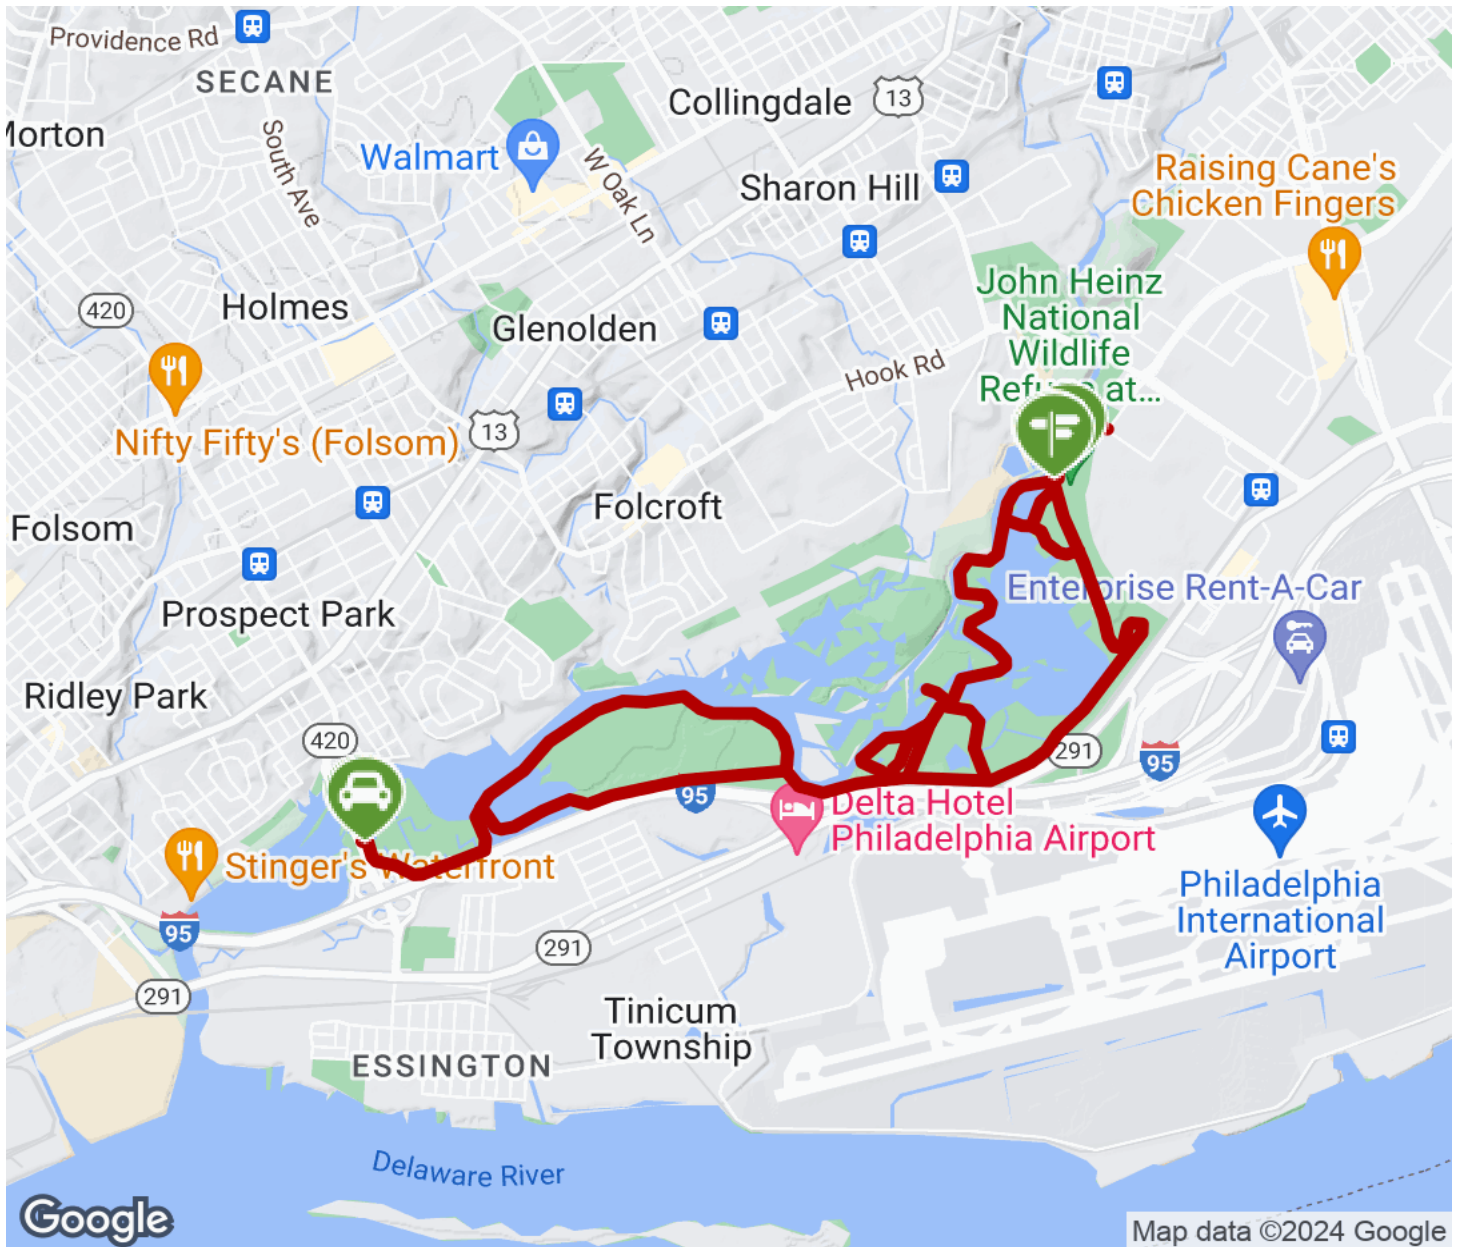 Providence Rd
SECANE
Morton
South Ave
Walmart
W Oak Ln
Collingdale
13
Sharon Hill
Raising Cane's
Chicken Fingers
420
Holmes
Glenolden
John Heinz
National
Wildlife
Refuge at...
Hook Rd
13
Nifty Fifty's (Folsom)
Folcroft
Folsom
Enterprise Rent-A-Car
Prospect Park
Ridley Park
420
291
95
95
Delta Hotel
Philadelphia Airport
Stinger's Waterfront
Philadelphia
International
Airport
95
291
291
Tinicum
Township
ESSINGTON
Delaware River
Google
Map data ©2024 Google